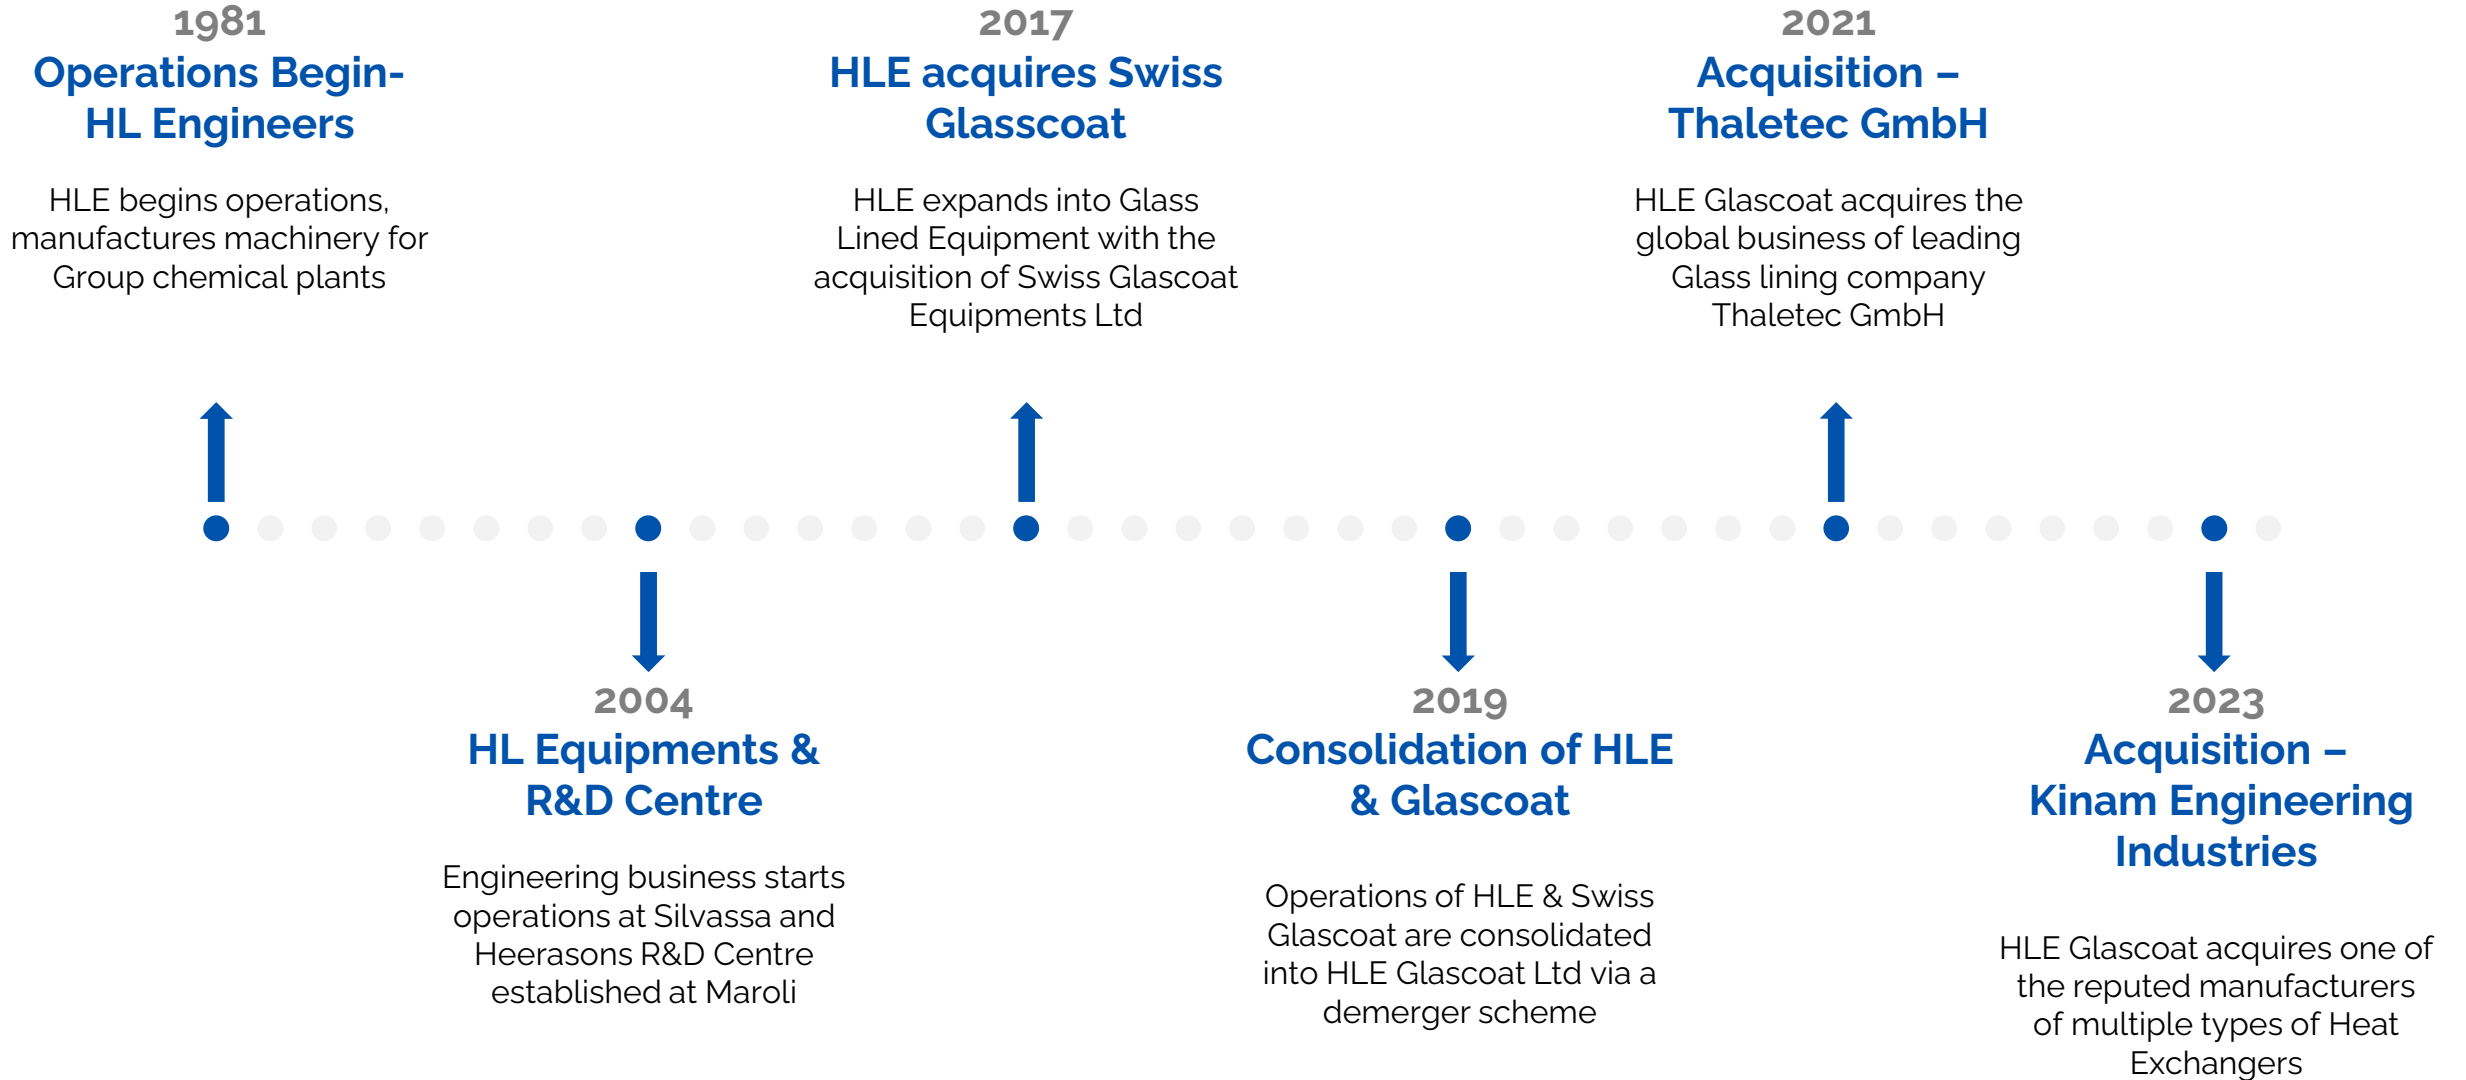 1981
Operations Begin-
HL Engineers
HLE begins operations,
manufactures machinery for
Group chemical plants
2017
HLE acquires Swiss
Glasscoat
HLE expands into Glass
Lined Equipment with the
acquisition of Swiss Glascoat
Equipments Ltd
2021
Acquisition –
Thaletec GmbH
HLE Glascoat acquires the
global business of leading
Glass lining company
Thaletec GmbH
2004
HL Equipments &
R&D Centre
Engineering business starts
operations at Silvassa and
Heerasons R&D Centre
established at Maroli
2019
Consolidation of HLE
& Glascoat
Operations of HLE & Swiss
Glascoat are consolidated
into HLE Glascoat Ltd via a
demerger scheme
2023
Acquisition –
Kinam Engineering
Industries
HLE Glascoat acquires one of
the reputed manufacturers
of multiple types of Heat
Exchangers